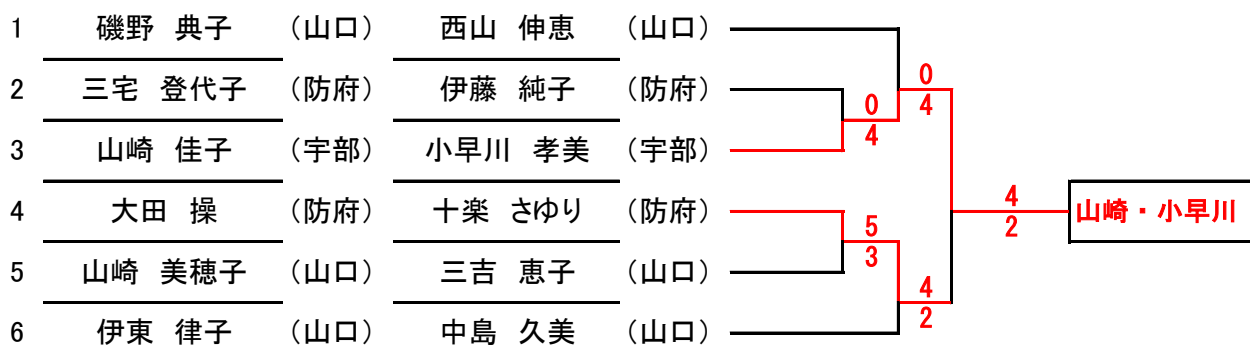 1 磯野 典子 （山口） 西山 伸恵 （山口）
0
2 三宅 登代子 （防府） 伊藤 純子 （防府）
0 4
4
3 山崎 佳子 （宇部） 小早川 孝美 （宇部）
4 山崎・小早川
4 大田 操 （防府） 十楽 さゆり （防府）
5 2
3
5 山崎 美穂子 （山口） 三吉 恵子 （山口）
4
2
6 伊東 律子 （山口） 中島 久美 （山口）